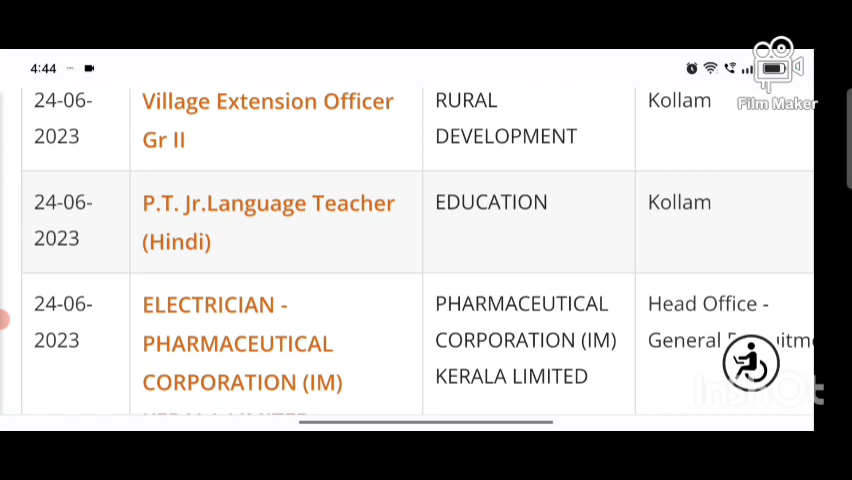 4:44
Film Maker
24-06-
2023
Village Extension Officer
Gr II
RURAL
DEVELOPMENT
Kollam
24-06-
2023
P.T. Jr.Language Teacher
(Hindi)
EDUCATION
Kollam
24-06-
2023
ELECTRICIAN -
PHARMACEUTICAL
CORPORATION (IM)
PHARMACEUTICAL
CORPORATION (IM)
KERALA LIMITED
Head Office -
General
InShOt